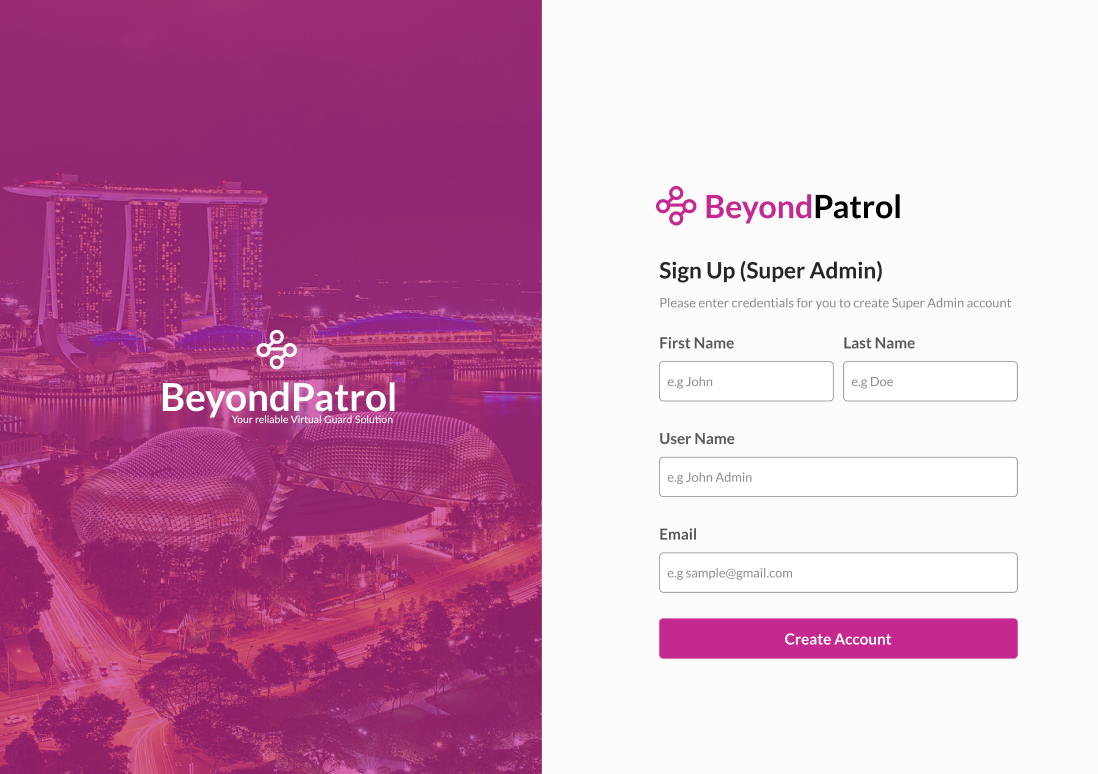 BeyondPatrol
Your reliable Virtual Guard Solution
BeyondPatrol
Sign Up (Super Admin)
Please enter credentials for you to create Super Admin account
First Name Last Name
e.g John e.g Doe
User Name
e.g John Admin
Email
e.g sample@gmail.com
Create Account